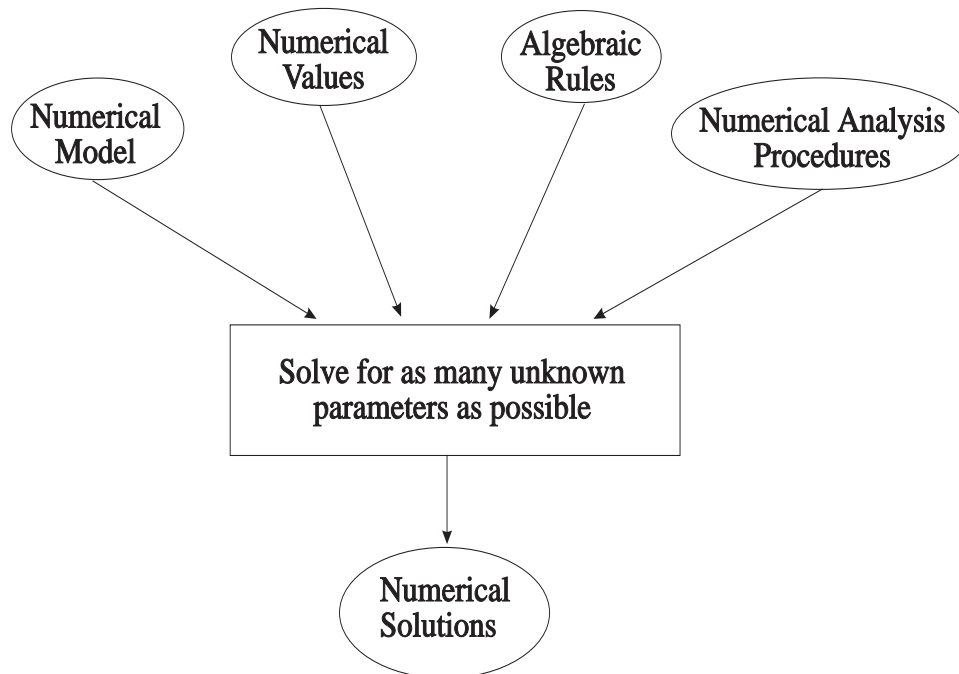 Numerical
Model
Numerical
Values
Algebraic
Rules
Numerical Analysis
Procedures
Solve for as many unknown
parameters as possible
Numerical
Solutions